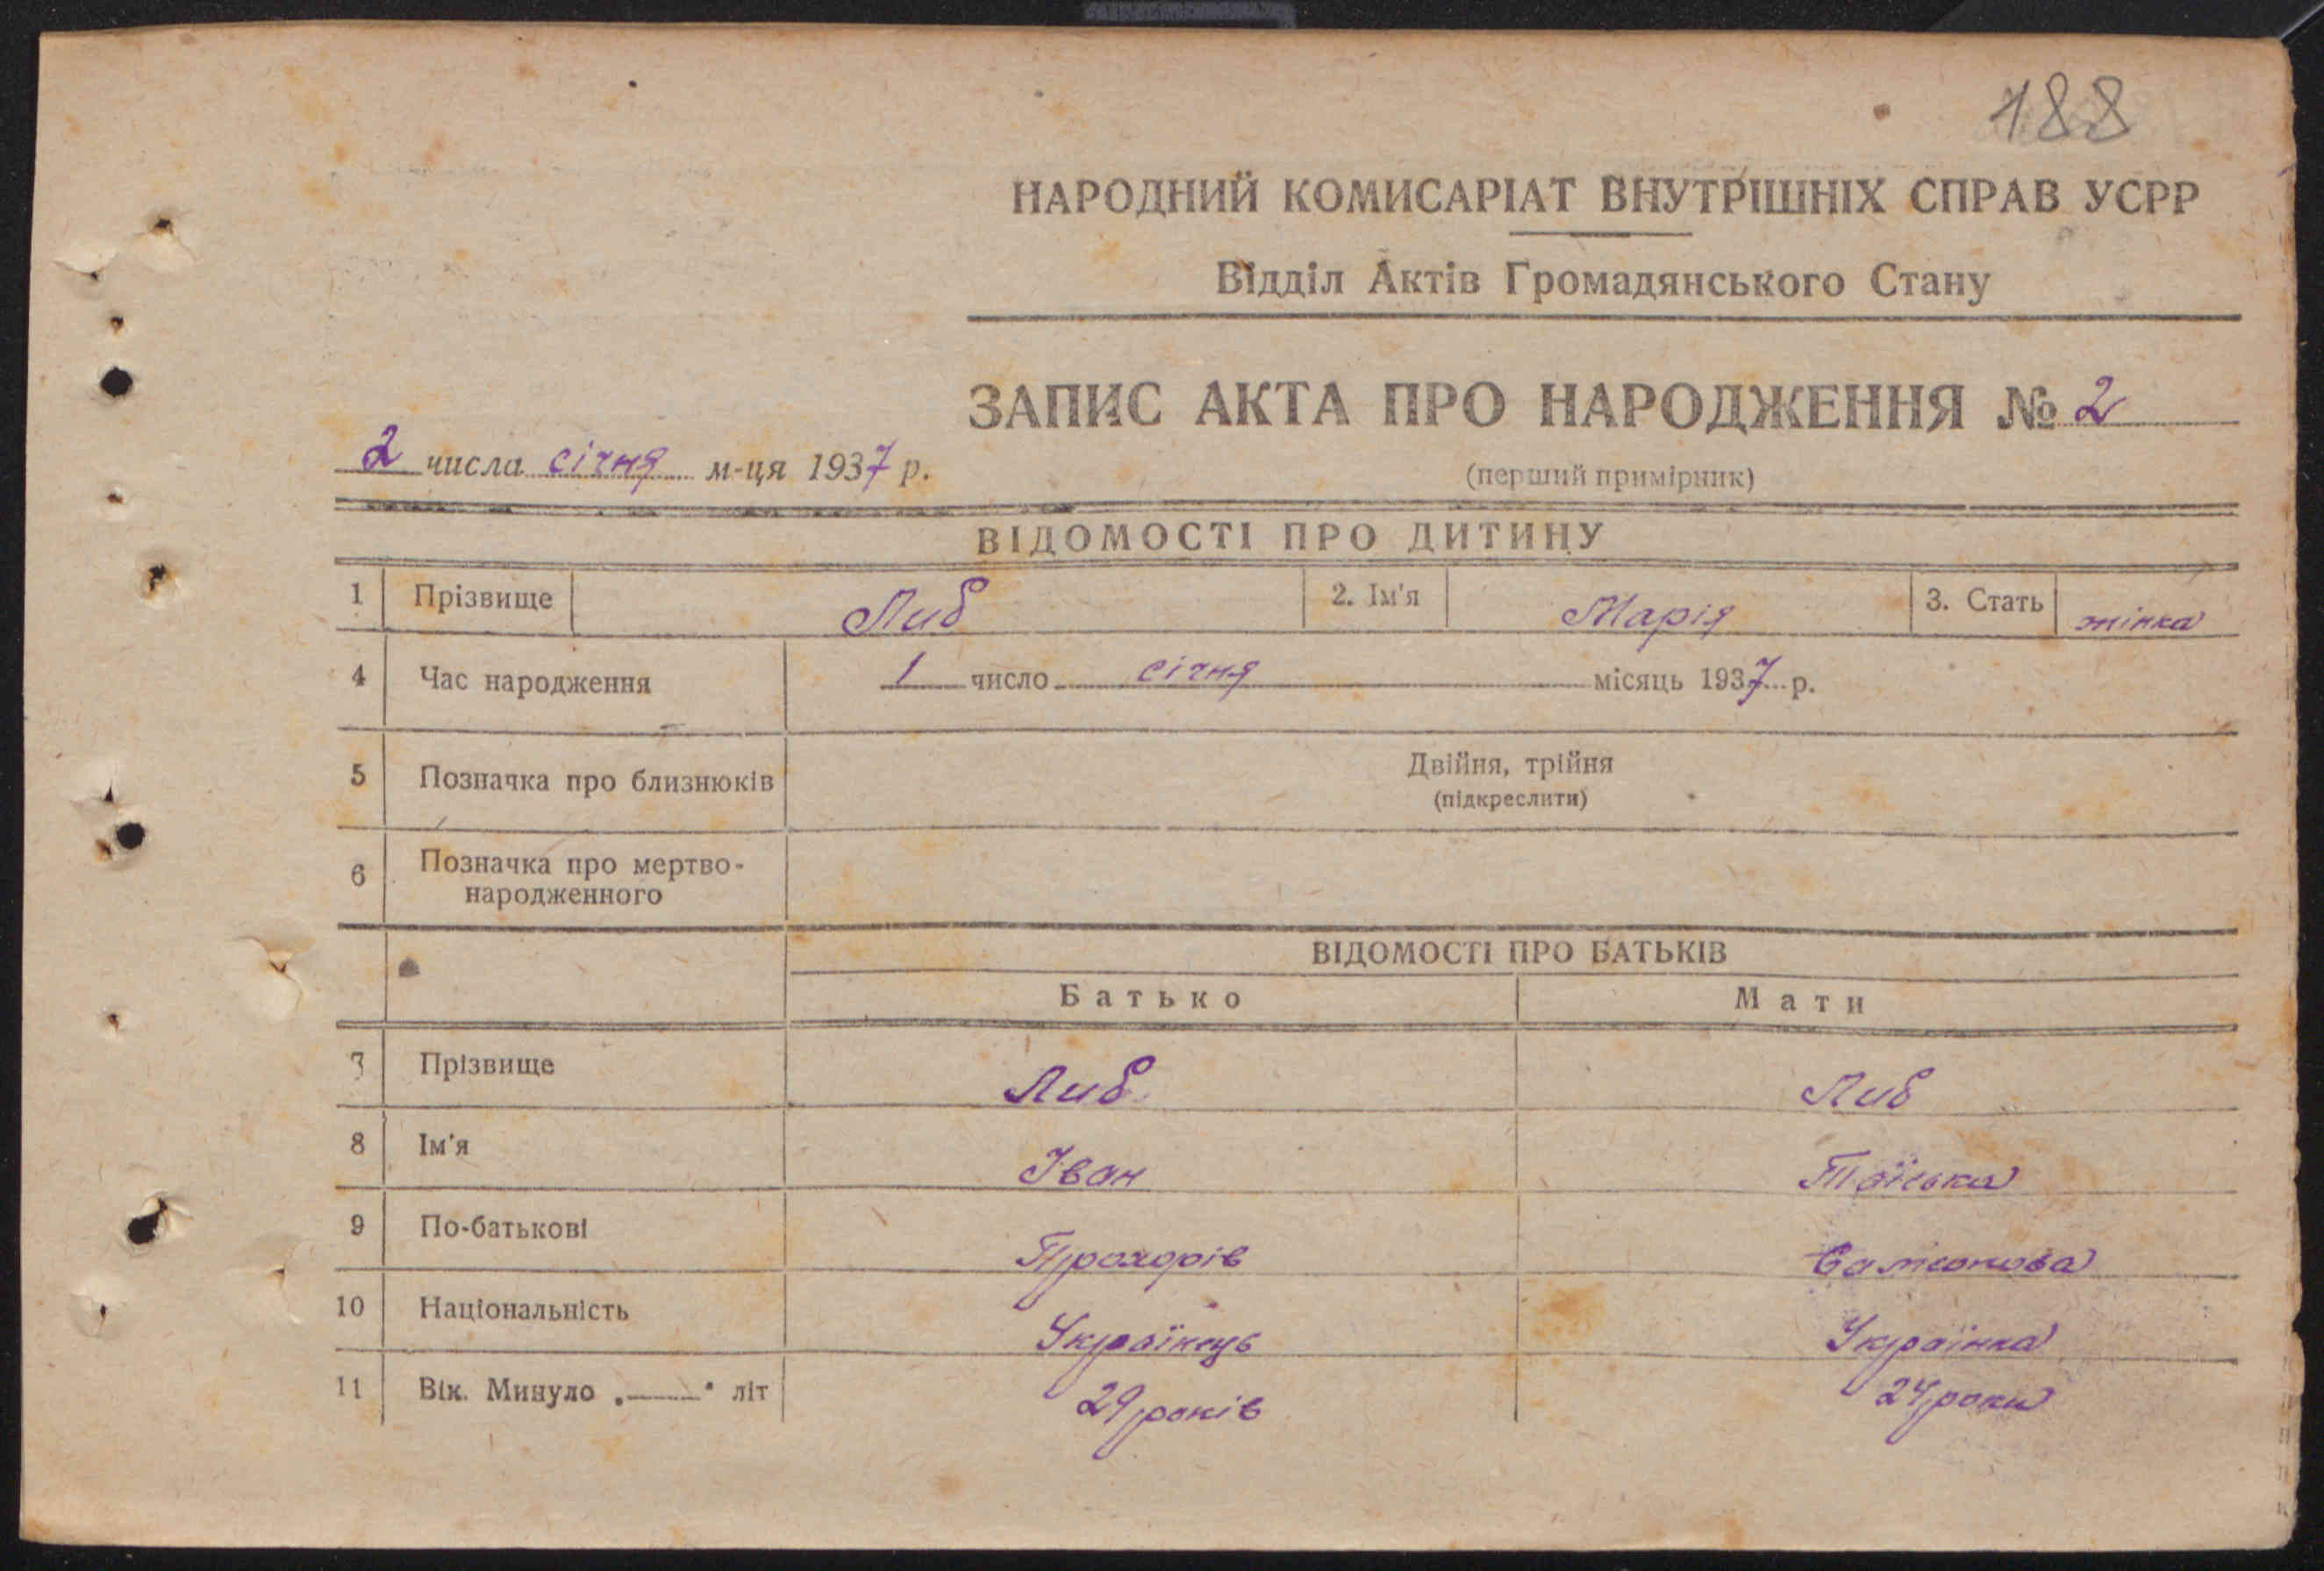 188
НАРОДНИЙ КОМИСАРІАТ ВНУТРІШНІХ СПРАВ УСРР
Відділ Актів Громадянського Стану
ЗАПИС АКТА ПРО НАРОДЖЕННЯ № 2
2 числа січня м-ця 1937 р.
(перший примірник)
ВІДОМОСТІ ПРО ДИТИНУ
1 Прізвище Либ 2. Ім'я Марія 3. Стать жінка
4 Час народження 1 число січня місяць 1937 р.
5 Позначка про близнюків Двійня, трійня
(підкреслити)
6 Позначка про мертво-
народженного
ВІДОМОСТІ ПРО БАТЬКІВ
Батько Мати
7 Прізвище Либ Либ
8 Ім'я Іван
9 По-батькові Прохорів Самсонова
10 Національність Українець Українка
11 Вік. Минуло „——" літ 29 років 24 роки